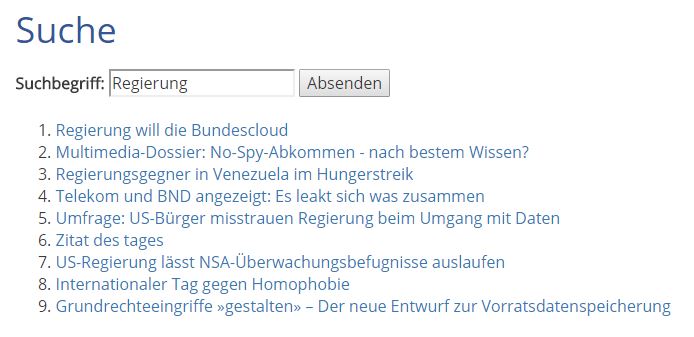 Suche
Suchbegriff: Regierung Absenden
1. Regierung will die Bundescloud
2. Multimedia-Dossier: No-Spy-Abkommen - nach bestem Wissen?
3. Regierungsgegner in Venezuela im Hungerstreik
4. Telekom und BND angezeigt: Es leakt sich was zusammen
5. Umfrage: US-Bürger misstrauen Regierung beim Umgang mit Daten
6. Zitat des tages
7. US-Regierung lässt NSA-Überwachungsbefugnisse auslaufen
8. Internationaler Tag gegen Homophobie
9. Grundrechteeingriffe »gestalten« – Der neue Entwurf zur Vorratsdatenspeicherung